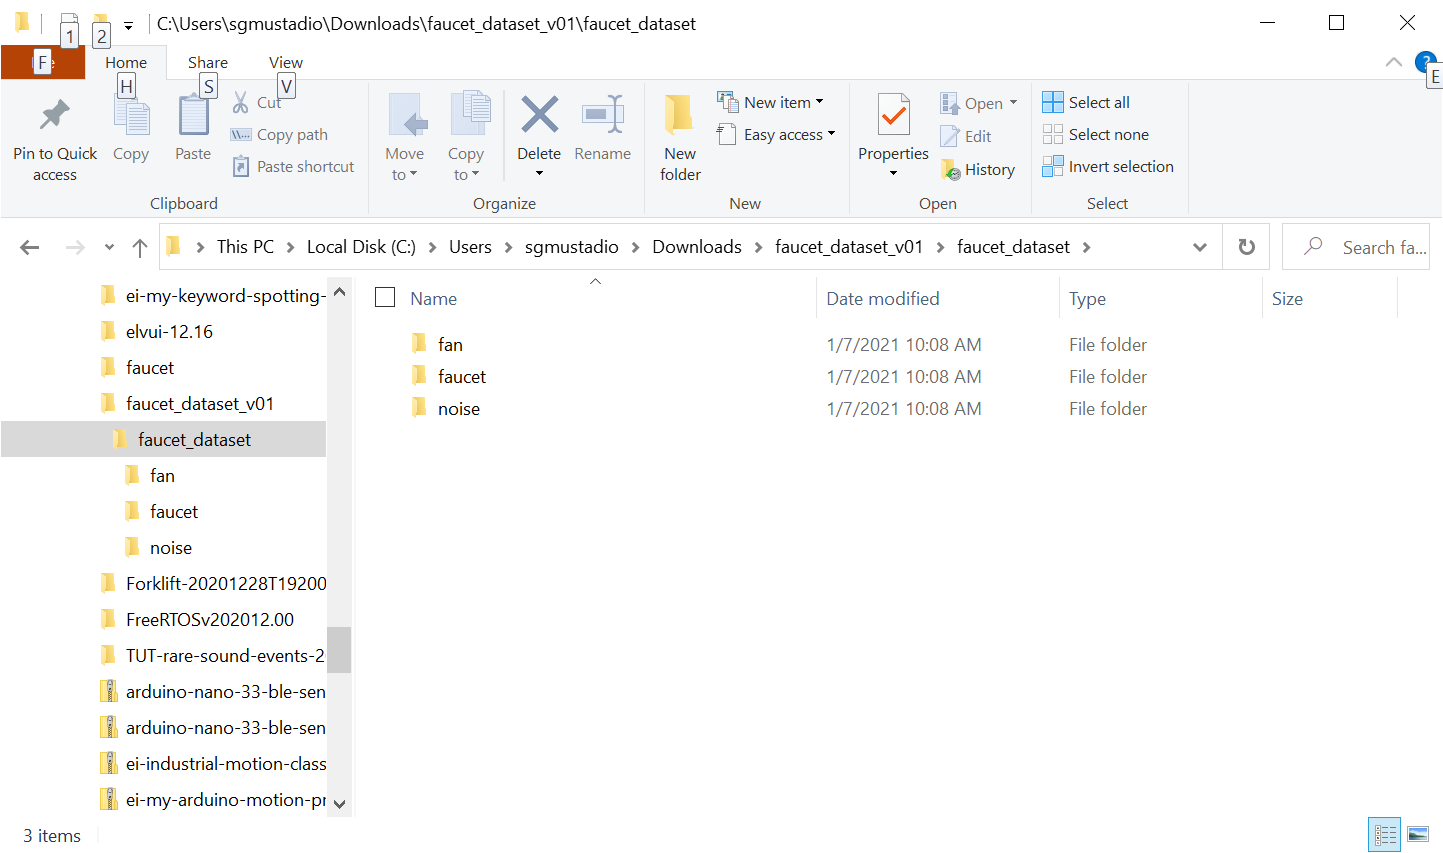 C:\Users\sgmustadio\Downloads\faucet_dataset_v01\faucet_dataset
1
2
F
Home
Share
View
H
S
V
?
E
Pin to Quick
access
Copy
Paste
Cut
Copy path
Paste shortcut
Clipboard
Move
to
Copy
to
Delete
Rename
Organize
New
folder
New item
Easy access
New
Properties
Open
Edit
History
Open
Select all
Select none
Invert selection
Select
This PC
Local Disk (C:)
Users
sgmustadio
Downloads
faucet_dataset_v01
faucet_dataset
Search fa...
ei-my-keyword-spotting-
elvui-12.16
faucet
faucet_dataset_v01
faucet_dataset
fan
faucet
noise
Forklift-20201228T19200
FreeRTOSv202012.00
TUT-rare-sound-events-2
arduino-nano-33-ble-sen
arduino-nano-33-ble-sen
ei-industrial-motion-class
ei-my-arduino-motion-pr
Name Date modified Type Size
fan 1/7/2021 10:08 AM File folder
faucet 1/7/2021 10:08 AM File folder
noise 1/7/2021 10:08 AM File folder
3 items